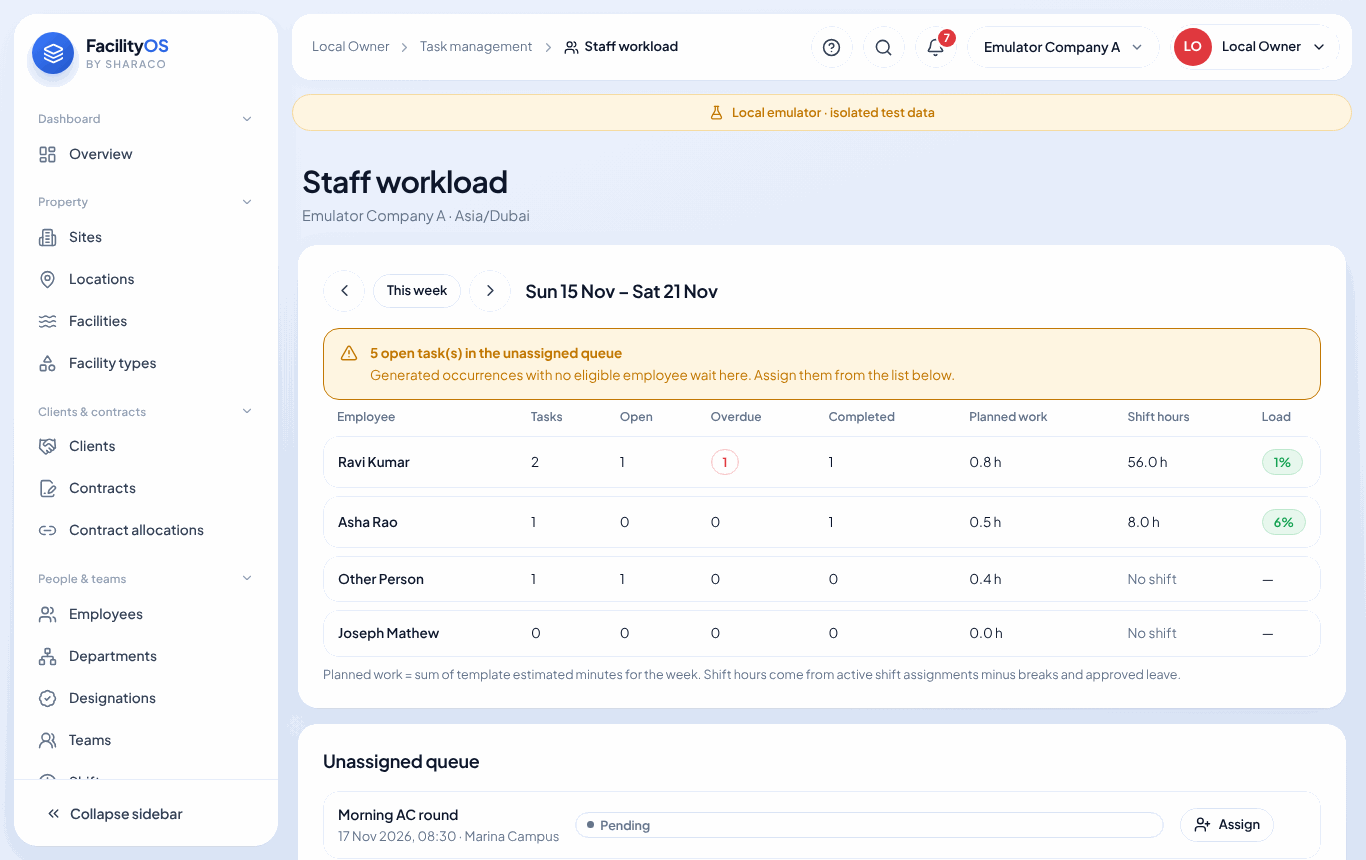 FacilityOS
BY SHARACO
Dashboard
Overview
Property
Sites
Locations
Facilities
Facility types
Clients & contracts
Clients
Contracts
Contract allocations
People & teams
Employees
Departments
Designations
Teams
Collapse sidebar
Local Owner > Task management > Staff workload
7
Emulator Company A
LO Local Owner
Local emulator · isolated test data
Staff workload
Emulator Company A · Asia/Dubai
This week
Sun 15 Nov – Sat 21 Nov
5 open task(s) in the unassigned queue
Generated occurrences with no eligible employee wait here. Assign them from the list below.
Employee Tasks Open Overdue Completed Planned work Shift hours Load
Ravi Kumar 2 1 1 1 0.8 h 56.0 h 1%
Asha Rao 1 0 0 1 0.5 h 8.0 h 6%
Other Person 1 1 0 0 0.4 h No shift —
Joseph Mathew 0 0 0 0 0.0 h No shift —
Planned work = sum of template estimated minutes for the week. Shift hours come from active shift assignments minus breaks and approved leave.
Unassigned queue
Morning AC round
17 Nov 2026, 08:30 · Marina Campus
Pending
Assign